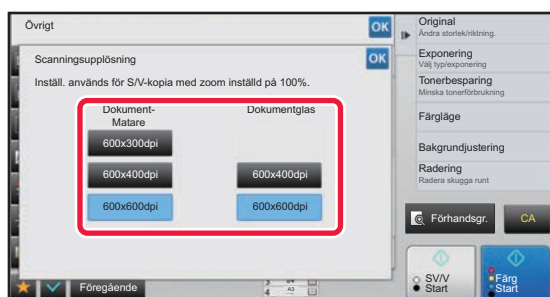 Övrigt
OK
Scanningsupplösning
OK
Inställ. används för S/V-kopia med zoom inställd på 100%.
Dokument-
Matare
Dokumentglas
600x300dpi
600x400dpi
600x400dpi
600x600dpi
600x600dpi
Föregående
A3
Original
Ändra storlek/riktning.
Exponering
Välj typ/exponering
Tonerbesparing
Minska tonerförbrukning
Färgläge
Bakgrundjustering
Radering
Radera skugga runt
Förhandsgr.
CA
SV/V
Start
Färg
Start